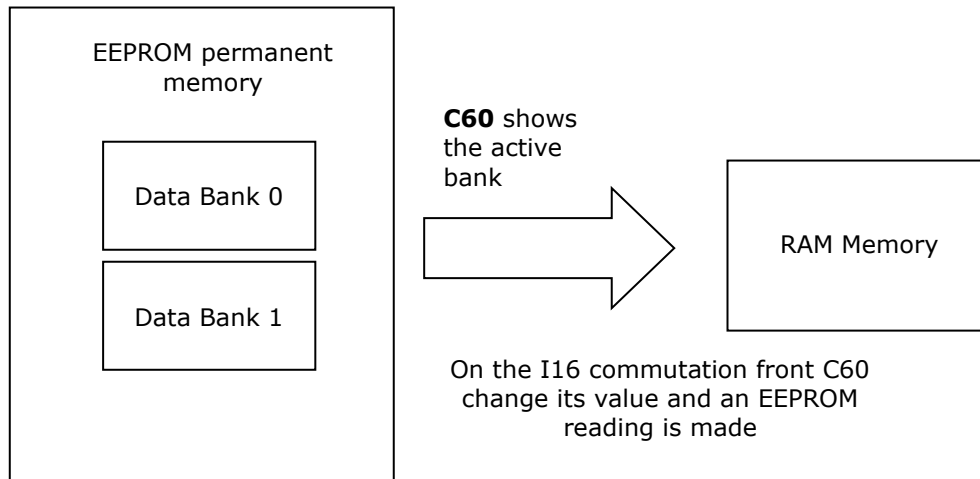 EEPROM permanent
memory
C60 shows
the active
bank
Data Bank 0
RAM Memory
Data Bank 1
On the I16 commutation front C60
change its value and an EEPROM
reading is made